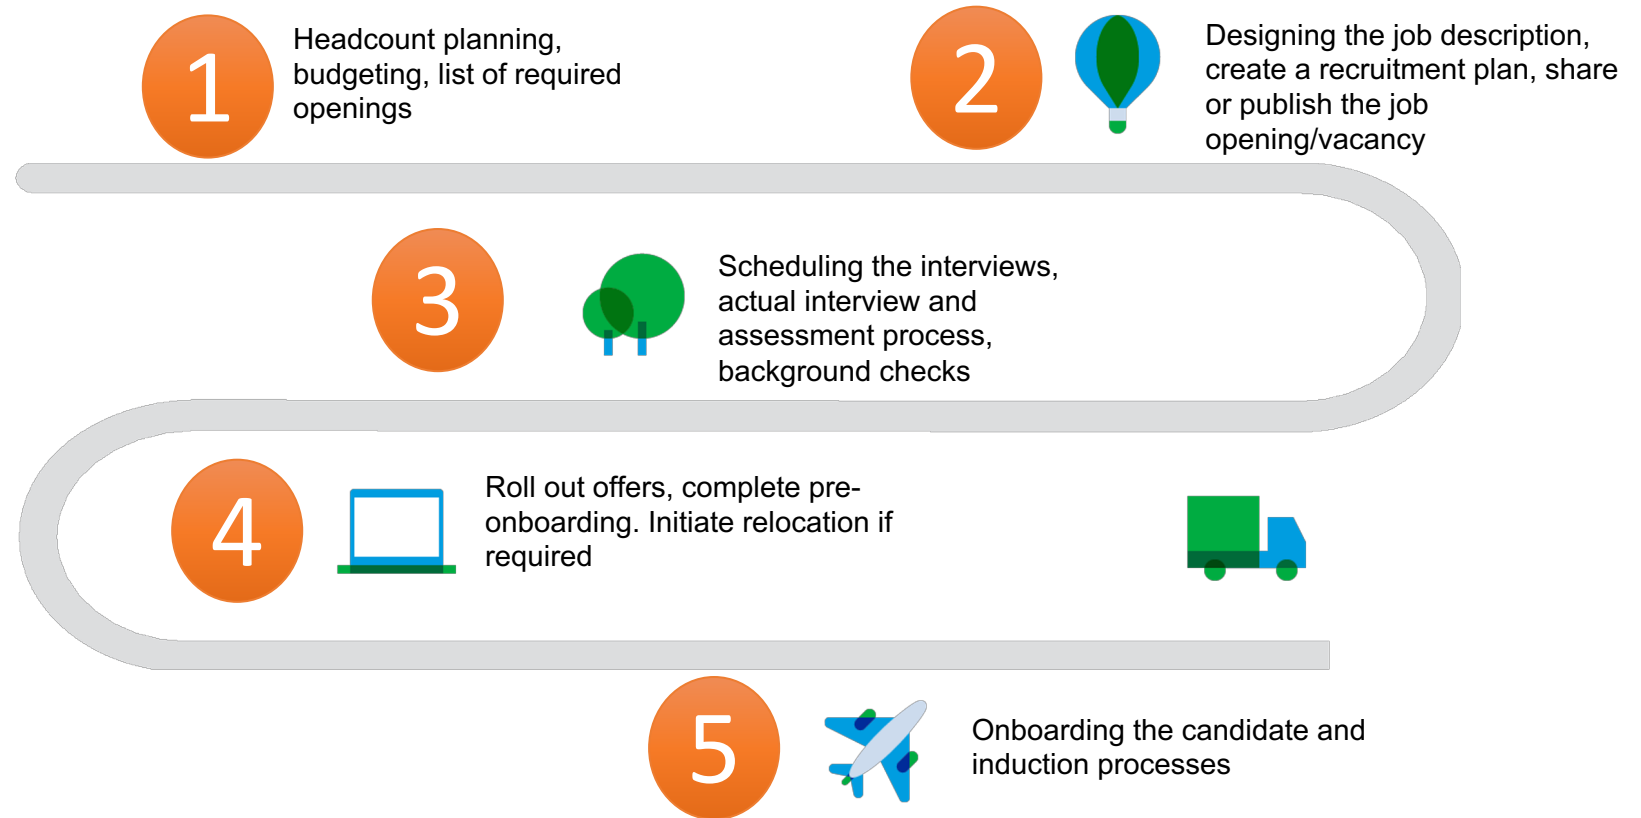 1
Headcount planning,
budgeting, list of required
openings
2
Designing the job description,
create a recruitment plan, share
or publish the job
opening/vacancy
3
Scheduling the interviews,
actual interview and
assessment process,
background checks
4
Roll out offers, complete pre-
onboarding. Initiate relocation if
required
5
Onboarding the candidate and
induction processes